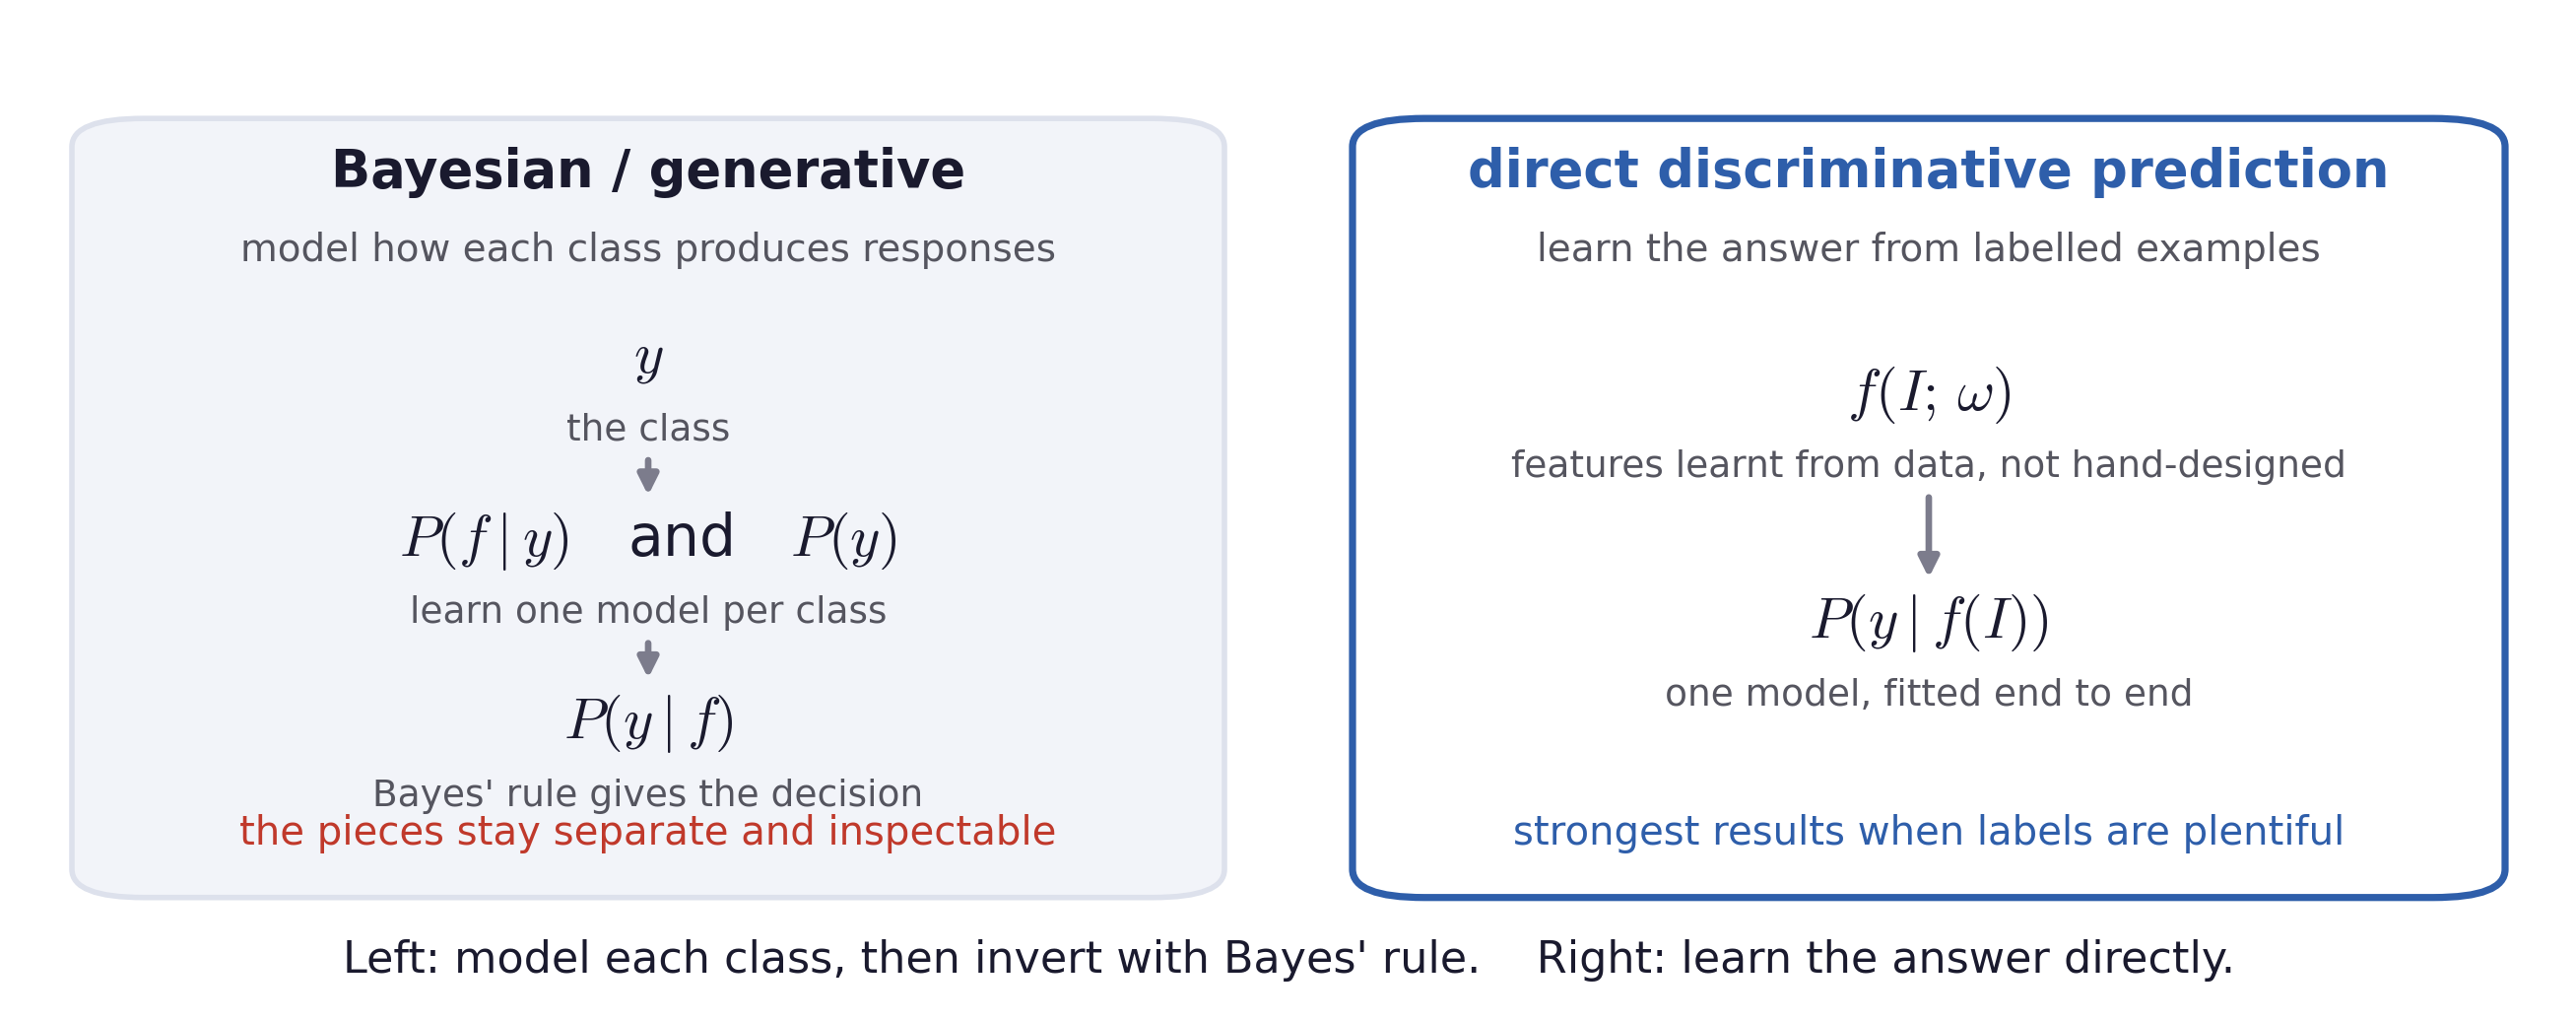 Bayesian / generative
model how each class produces responses
y
the class
P(f | y) and P(y)
learn one model per class
P(y | f)
Bayes' rule gives the decision
the pieces stay separate and inspectable
direct discriminative prediction
learn the answer from labelled examples
f(I; ω)
features learnt from data, not hand-designed
P(y | f(I))
one model, fitted end to end
strongest results when labels are plentiful
Left: model each class, then invert with Bayes' rule. Right: learn the answer directly.